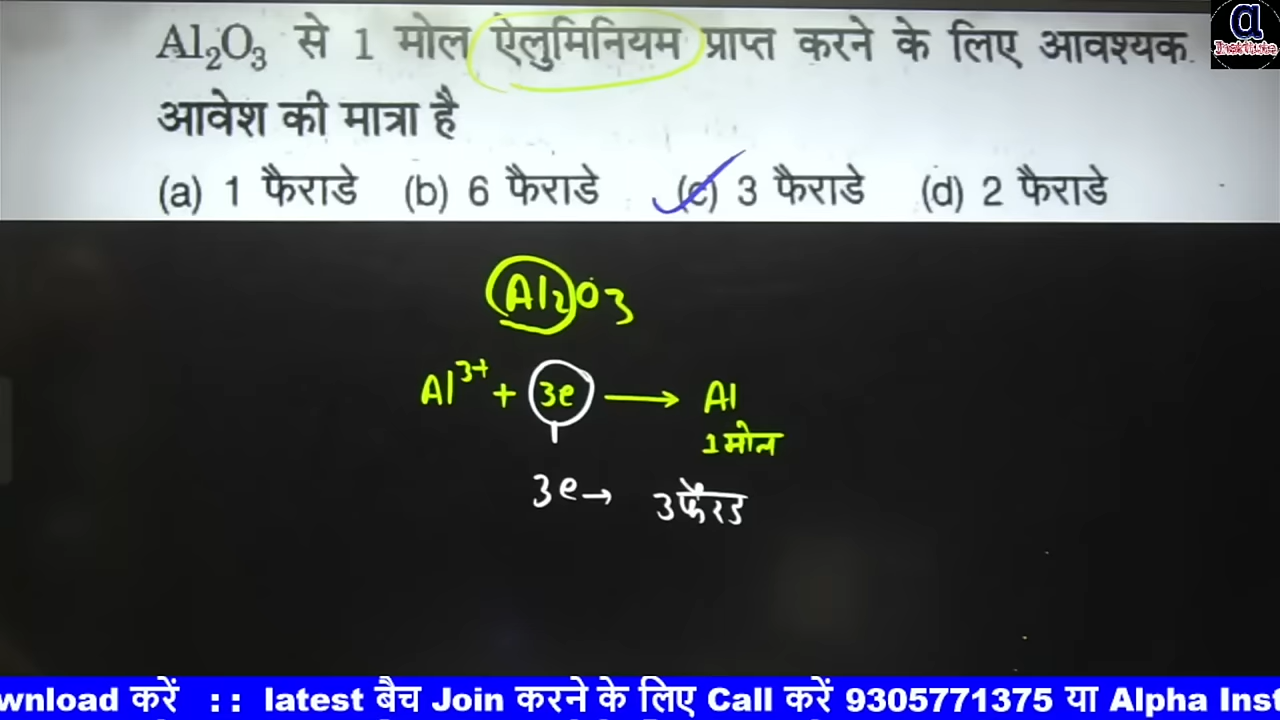 α
Institute
Al₂O₃ से 1 मोल ऐलुमिनियम प्राप्त करने के लिए आवश्यक
आवेश की मात्रा है
(a) 1 फैराडे (b) 6 फैराडे (c) 3 फैराडे (d) 2 फैराडे
Al₂O₃
Al³⁺ + 3e ⟶ Al
1 मोल
3e → 3 फैरड
wnload करें :: latest बैच Join करने के लिए Call करें 9305771375 या Alpha Inst